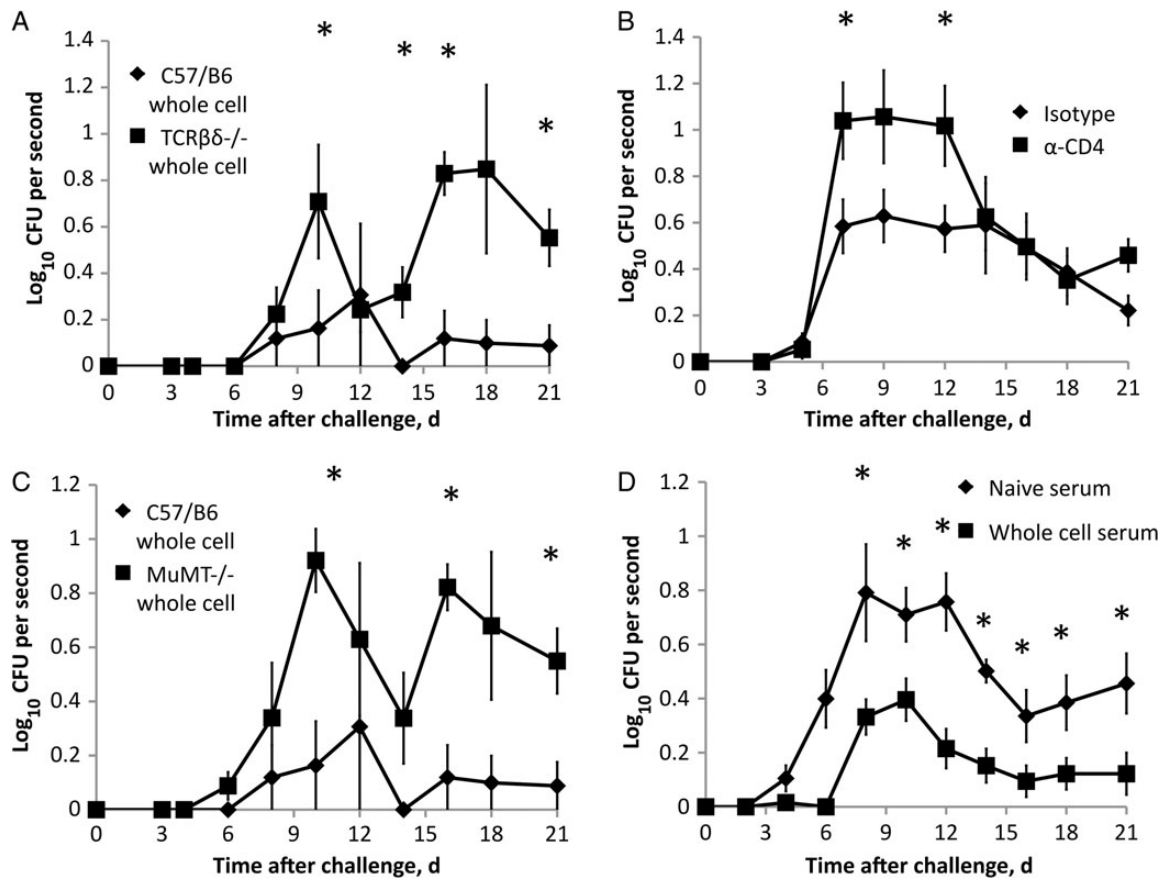 A
C57/B6
whole cell
TCRβδ-/-
whole cell
* * * *
Log10 CFU per second
1.4
1.2
1
0.8
0.6
0.4
0.2
0
0 3 6 9 12 15 18 21
Time after challenge, d
B
Isotype
α-CD4
* *
Log10 CFU per second
1.4
1.2
1
0.8
0.6
0.4
0.2
0
0 3 6 9 12 15 18 21
Time after challenge, d
C
C57/B6
whole cell
MuMT-/-
whole cell
* * *
Log10 CFU per second
1.2
1
0.8
0.6
0.4
0.2
0
0 3 6 9 12 15 18 21
Time after challenge, d
D
Naive serum
Whole cell serum
* * * * * * *
Log10 CFU per second
1.2
1
0.8
0.6
0.4
0.2
0
0 3 6 9 12 15 18 21
Time after challenge, d